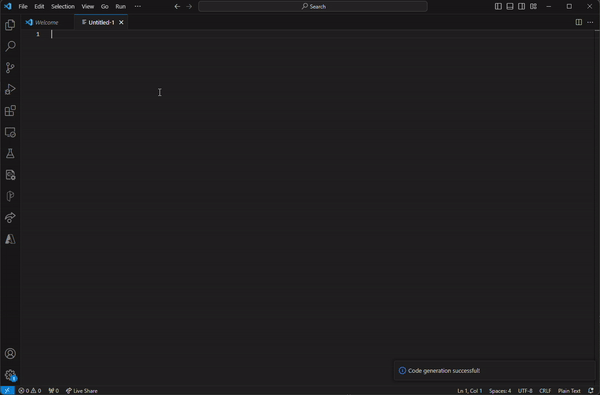 File Edit Selection View Go Run ··· Search
Welcome Untitled-1
1
Code generation successful!
0 0 0 Live Share Ln 1, Col 1 Spaces: 4 UTF-8 CRLF Plain Text